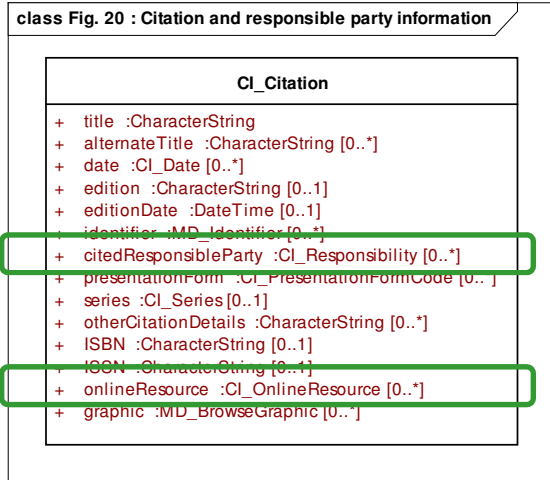 class Fig. 20 : Citation and responsible party information
CI_Citation
+ title :CharacterString
+ alternateTitle :CharacterString [0..*]
+ date :CI_Date [0..*]
+ edition :CharacterString [0..1]
+ editionDate :DateTime [0..1]
+ identifier :MD_Identifier [0..*]
+ citedResponsibleParty :CI_Responsibility [0..*]
+ presentationForm :CI_PresentationFormCode [0..*]
+ series :CI_Series [0..1]
+ otherCitationDetails :CharacterString [0..*]
+ ISBN :CharacterString [0..1]
+ ISSN :CharacterString [0..1]
+ onlineResource :CI_OnlineResource [0..*]
+ graphic :MD_BrowseGraphic [0..*]